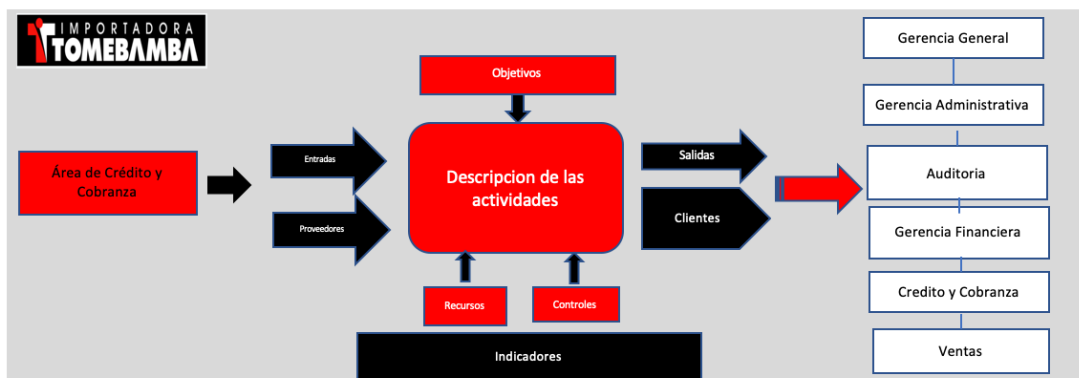 IMPORTADORA
TOMEBAMBA
Objetivos
Área de Crédito y
Cobranza
Entradas
Proveedores
Descripcion de las
actividades
Salidas
Clientes
Recursos
Controles
Indicadores
Gerencia General
Gerencia Administrativa
Auditoria
Gerencia Financiera
Credito y Cobranza
Ventas